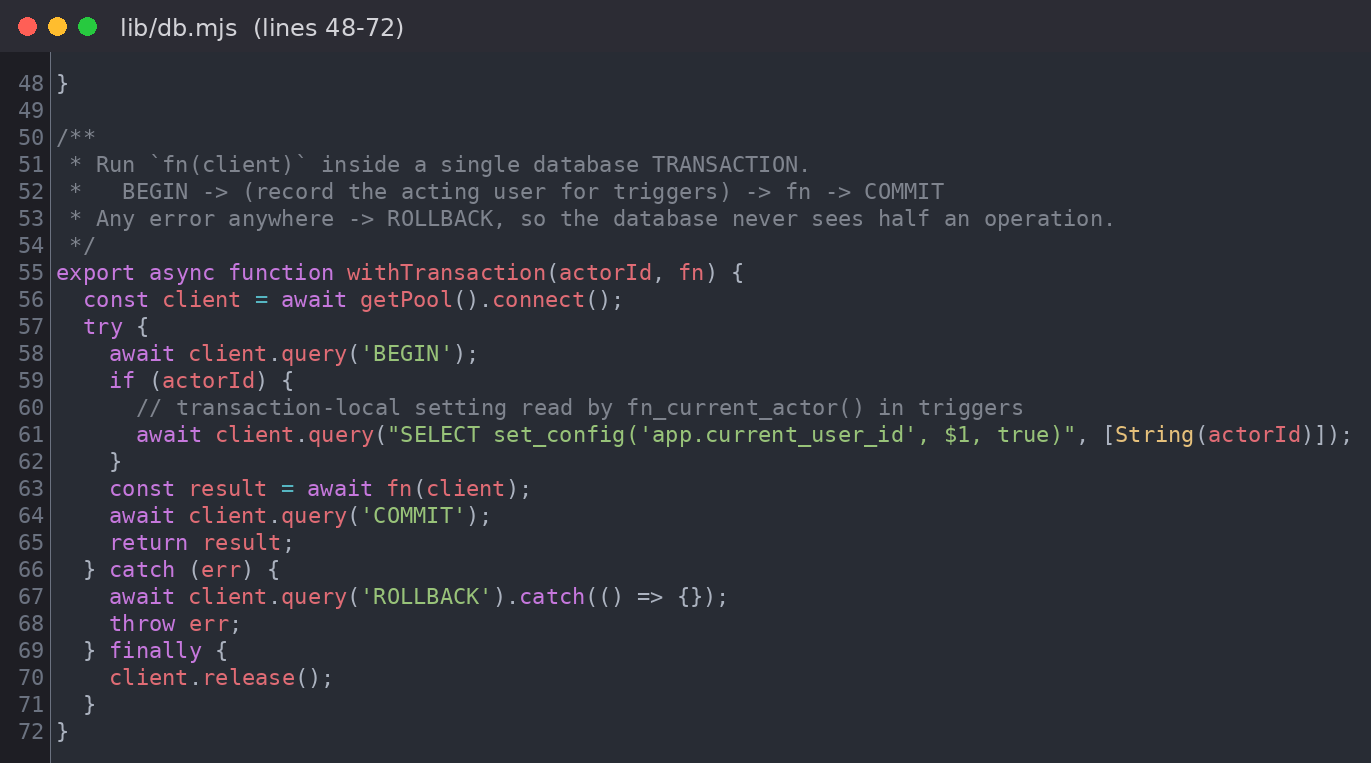 lib/db.mjs  (lines 48-72)
48 }
49
50 /**
51  * Run `fn(client)` inside a single database TRANSACTION.
52  *   BEGIN -> (record the acting user for triggers) -> fn -> COMMIT
53  * Any error anywhere -> ROLLBACK, so the database never sees half an operation.
54  */
55 export async function withTransaction(actorId, fn) {
56   const client = await getPool().connect();
57   try {
58     await client.query('BEGIN');
59     if (actorId) {
60       // transaction-local setting read by fn_current_actor() in triggers
61       await client.query("SELECT set_config('app.current_user_id', $1, true)", [String(actorId)]);
62     }
63     const result = await fn(client);
64     await client.query('COMMIT');
65     return result;
66   } catch (err) {
67     await client.query('ROLLBACK').catch(() => {});
68     throw err;
69   } finally {
70     client.release();
71   }
72 }